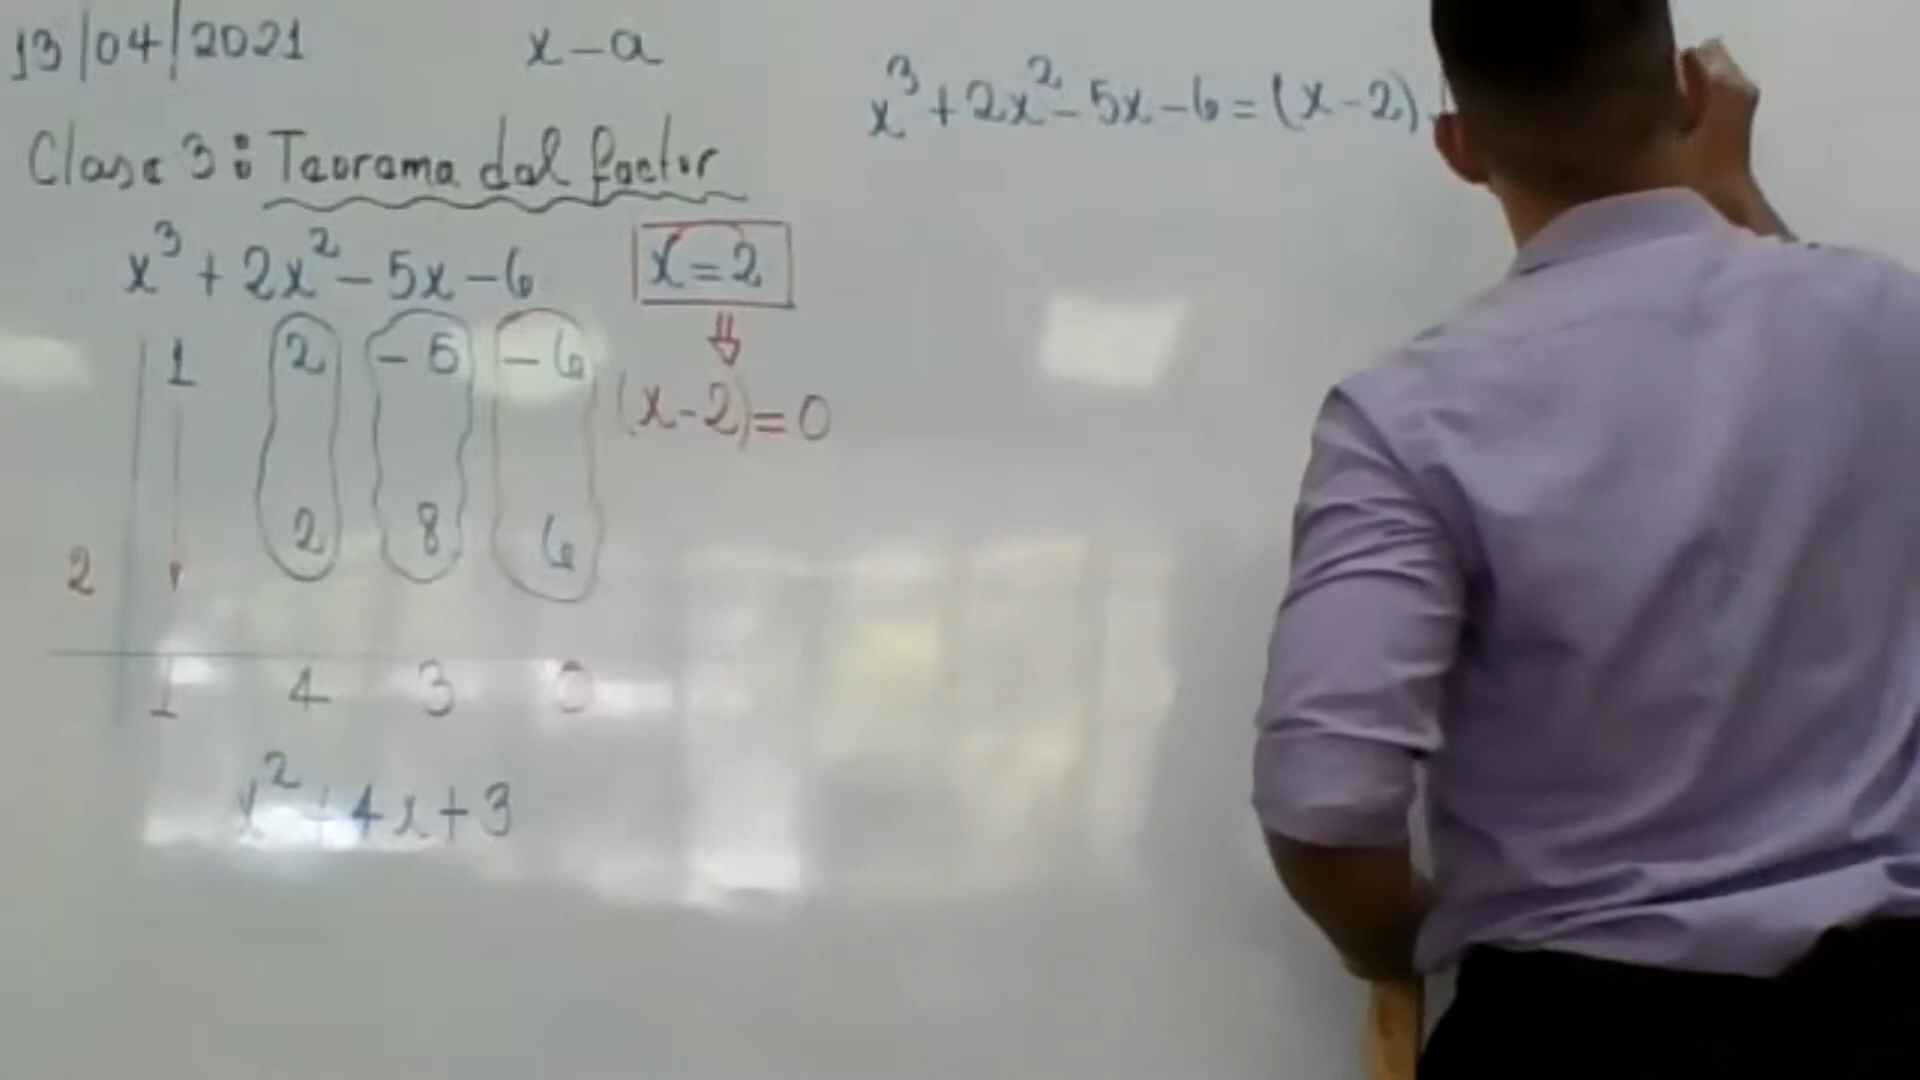 13/04/2021
x-a
Clase 3: Teorema del factor
x³+2x²-5x-6
x=2
1 2 -5 -6
(x-2)=0
2 8 6
2
1 4 3 0
x²+4x+3
x³+2x²-5x-6=(x-2)